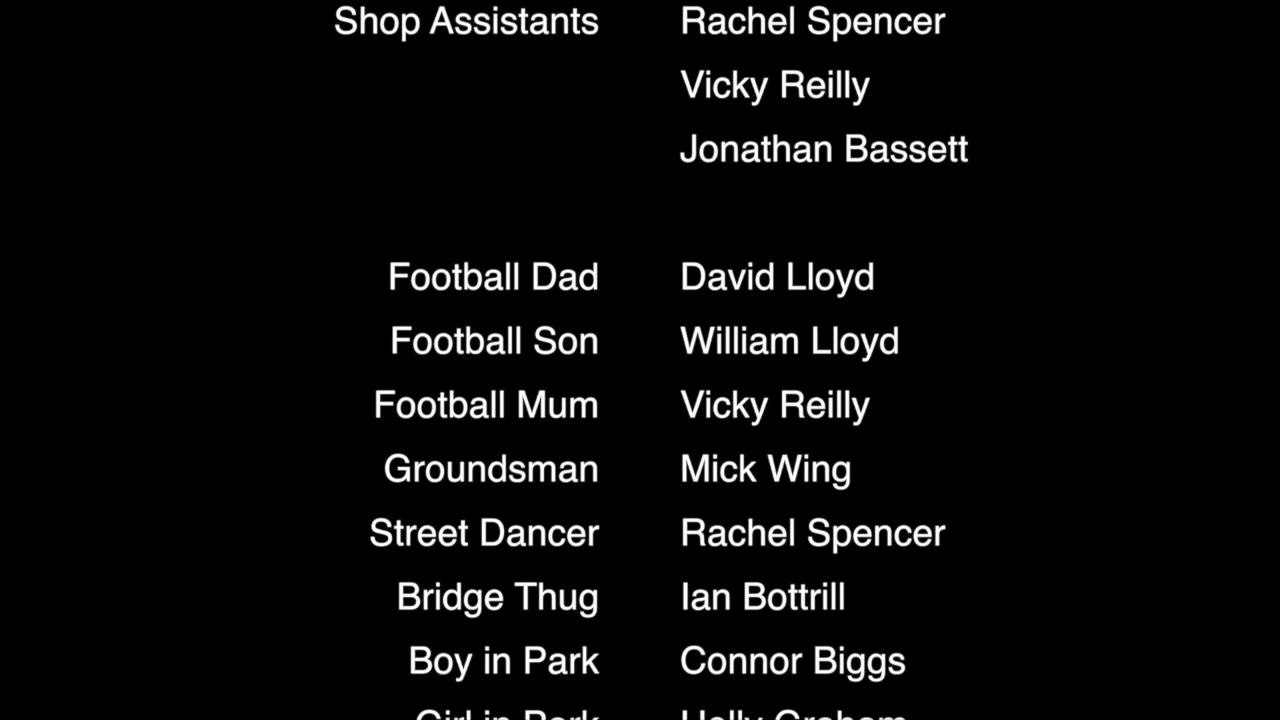 Shop Assistants Rachel Spencer
Vicky Reilly
Jonathan Bassett
Football Dad David Lloyd
Football Son William Lloyd
Football Mum Vicky Reilly
Groundsman Mick Wing
Street Dancer Rachel Spencer
Bridge Thug Ian Bottrill
Boy in Park Connor Biggs
Girl in Park Holly Graham